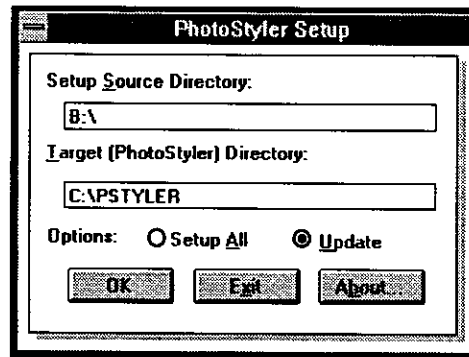 PhotoStyler Setup
Setup Source Directory:
B:\
Target (PhotoStyler) Directory:
C:\PSTYLER
Options: Setup All Update
OK Exit About...